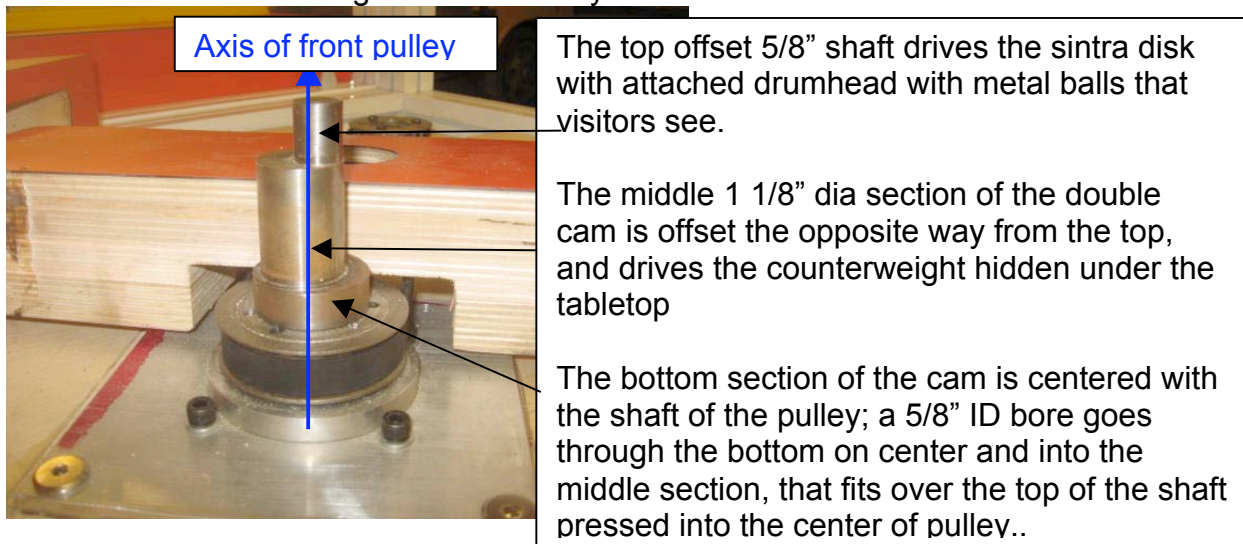 Axis of front pulley
The top offset 5/8” shaft drives the sintra disk
with attached drumhead with metal balls that
visitors see.
The middle 1 1/8” dia section of the double
cam is offset the opposite way from the top,
and drives the counterweight hidden under the
tabletop
The bottom section of the cam is centered with
the shaft of the pulley; a 5/8” ID bore goes
through the bottom on center and into the
middle section, that fits over the top of the shaft
pressed into the center of pulley..